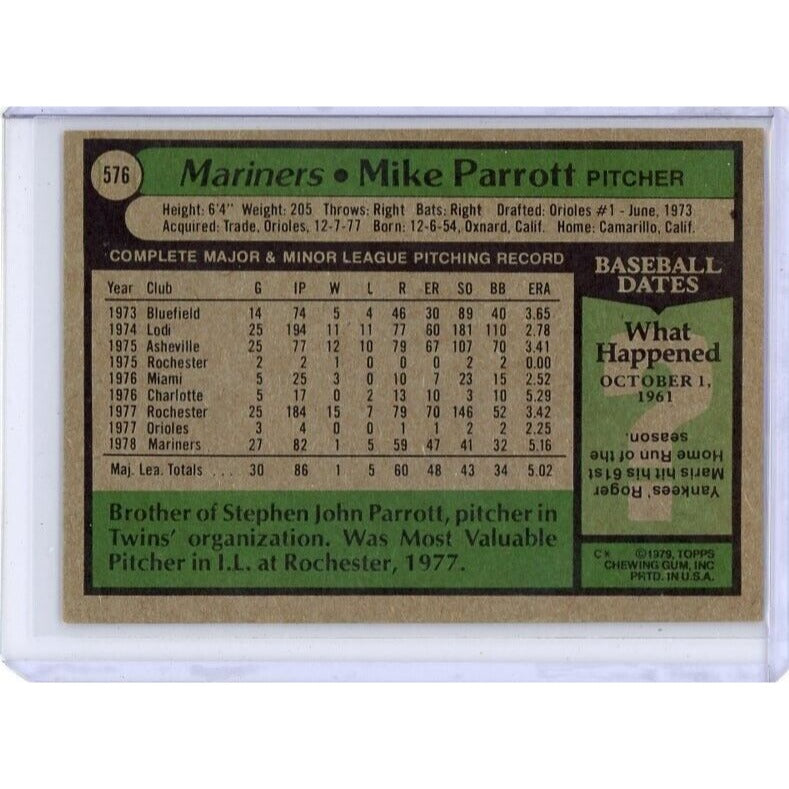 576
Mariners • Mike Parrott PITCHER
Height: 6'4" Weight: 205 Throws: Right Bats: Right Drafted: Orioles #1 - June, 1973
Acquired: Trade, Orioles, 12-7-77 Born: 12-6-54, Oxnard, Calif. Home: Camarillo, Calif.
COMPLETE MAJOR & MINOR LEAGUE PITCHING RECORD
Year Club G IP W L R ER SO BB ERA
1973 Bluefield 14 74 5 4 46 30 89 40 3.65
1974 Lodi 25 194 11 11 77 60 181 110 2.78
1975 Asheville 25 77 12 10 79 67 107 70 3.41
1975 Rochester 2 2 1 0 0 0 2 2 0.00
1976 Miami 5 25 3 0 10 7 23 15 2.52
1976 Charlotte 5 17 0 2 13 10 3 10 5.29
1977 Rochester 25 184 15 7 79 70 146 52 3.42
1977 Orioles 3 4 0 0 1 1 2 2 2.25
1978 Mariners 27 82 1 5 59 47 41 32 5.16
Maj. Lea. Totals . . . 30 86 1 5 60 48 43 34 5.02
Brother of Stephen John Parrott, pitcher in
Twins' organization. Was Most Valuable
Pitcher in I.L. at Rochester, 1977.
BASEBALL
DATES
What
Happened
OCTOBER 1,
1961
?
Yankees' Roger
Maris hit his 61st
Home Run of the
season.
C* ©1979, TOPPS
CHEWING GUM, INC
PRTD. IN U.S.A.